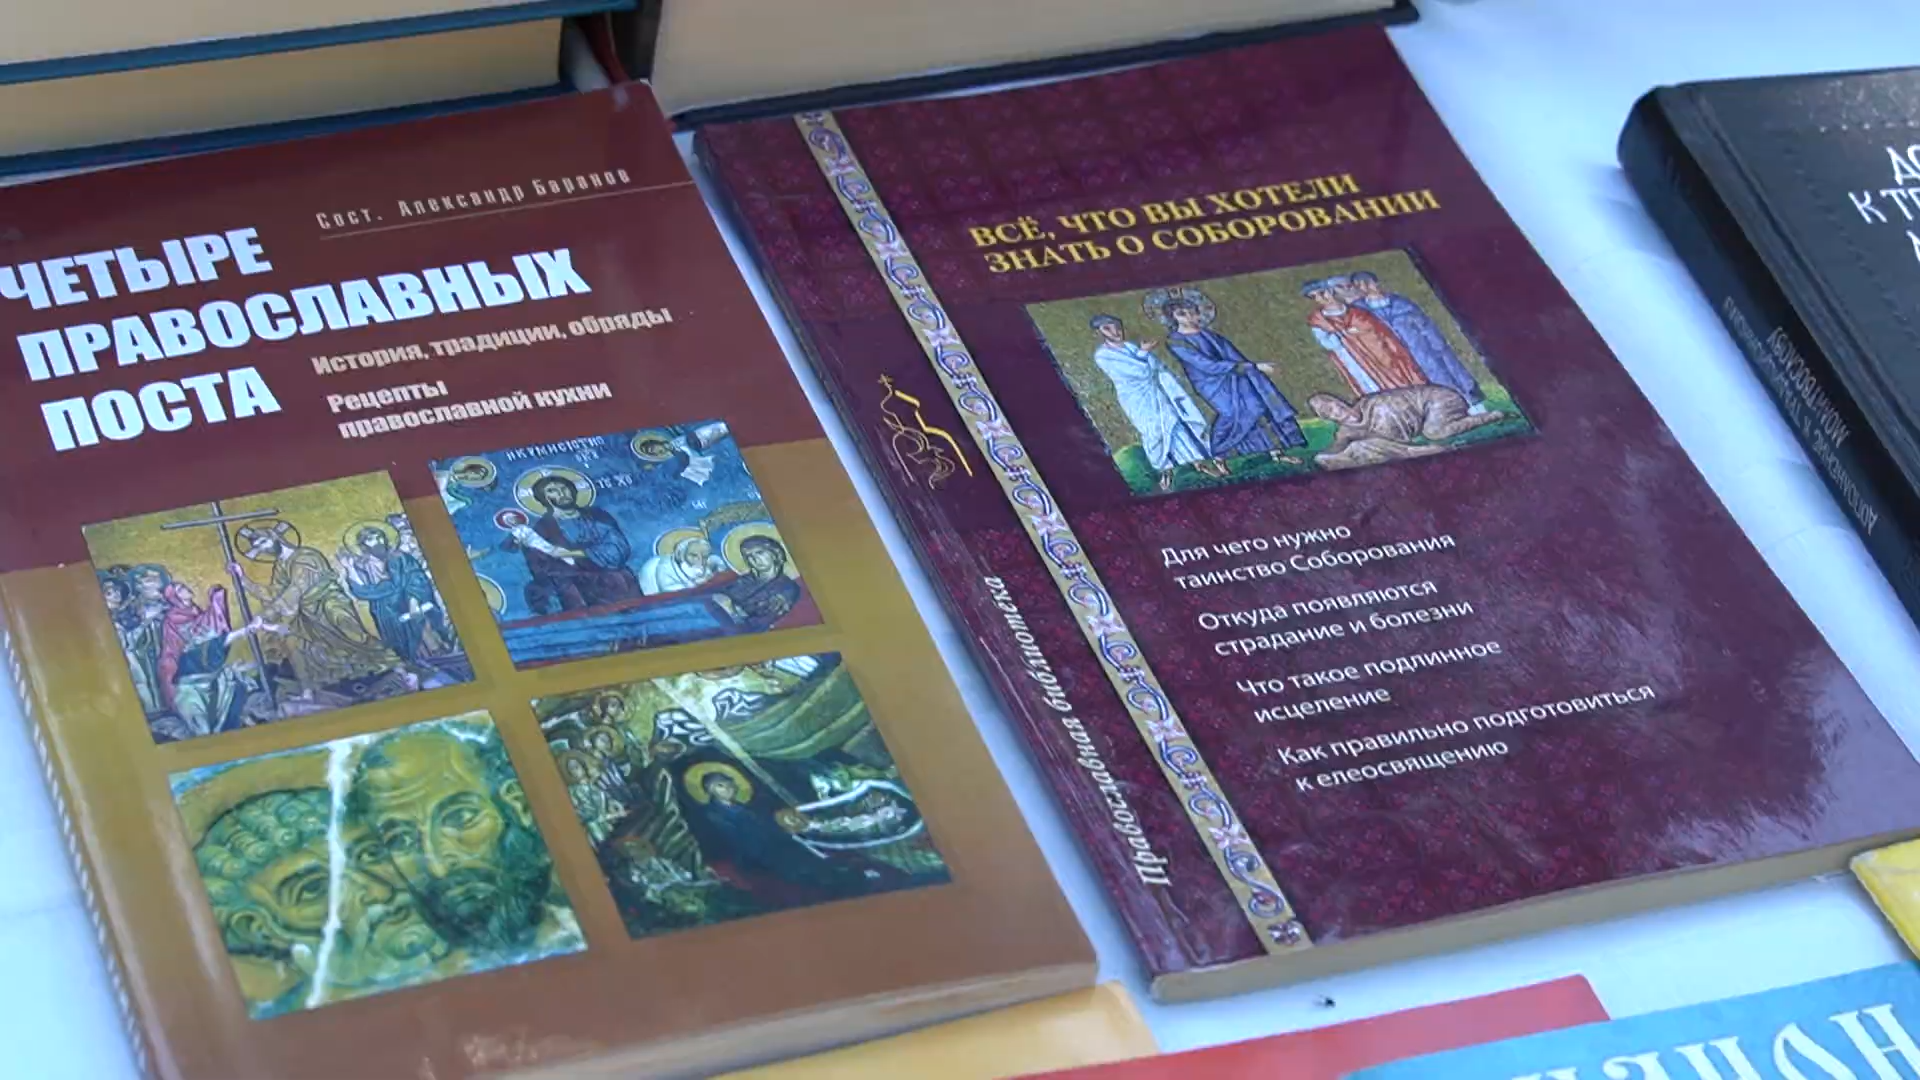 Сост. Александр Баранов
ЧЕТЫРЕ
ПРАВОСЛАВНЫХ
ПОСТА
История, традиции, обряды
Рецепты
православной кухни
ВСЁ, ЧТО ВЫ ХОТЕЛИ
ЗНАТЬ О СОБОРОВАНИИ
Для чего нужно
таинство Соборования
Откуда появляются
страдание и болезни
Что такое подлинное
исцеление
Как правильно подготовиться
к елеосвящению
Православная библиотека
МОЛИТВОСЛОВУ